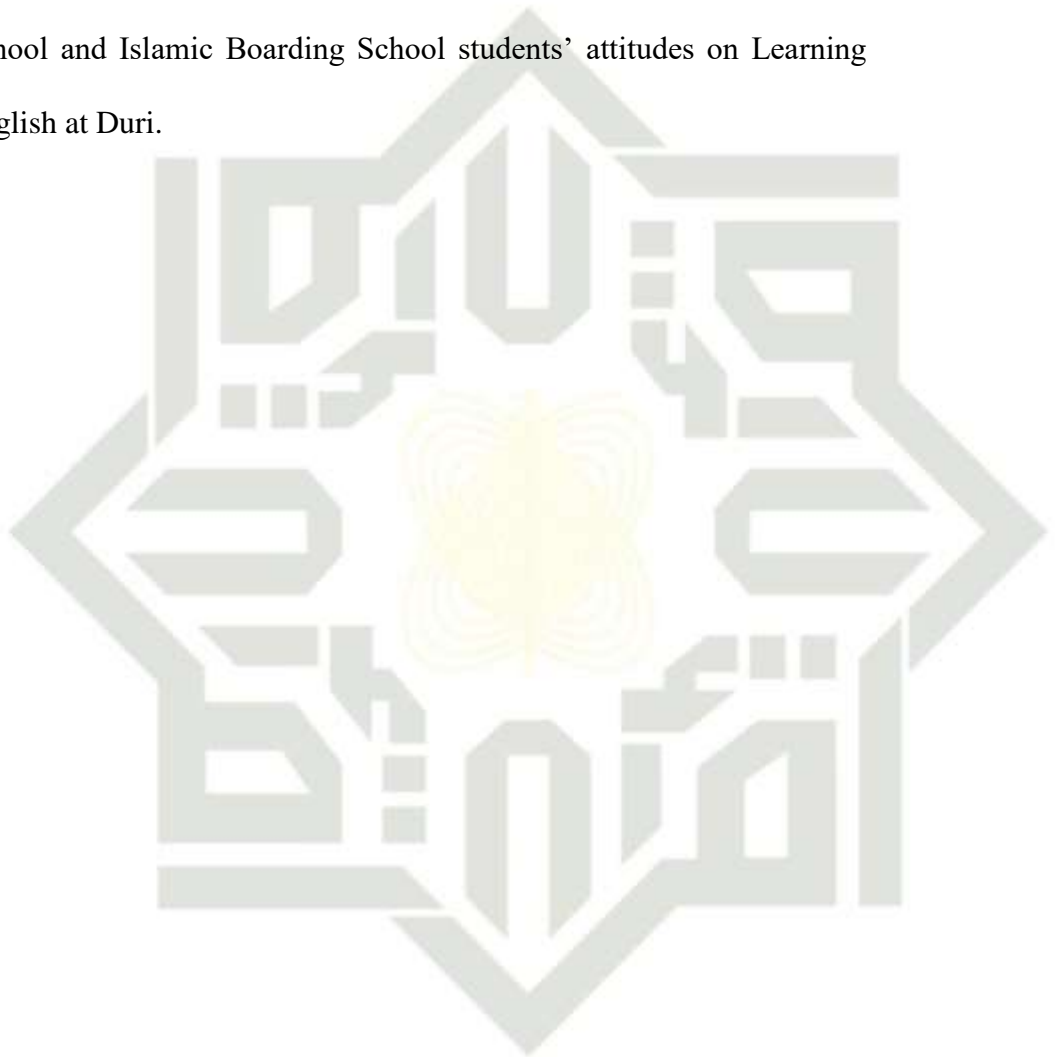 hool and Islamic Boarding School students’ attitudes on Learning
glish at Duri.